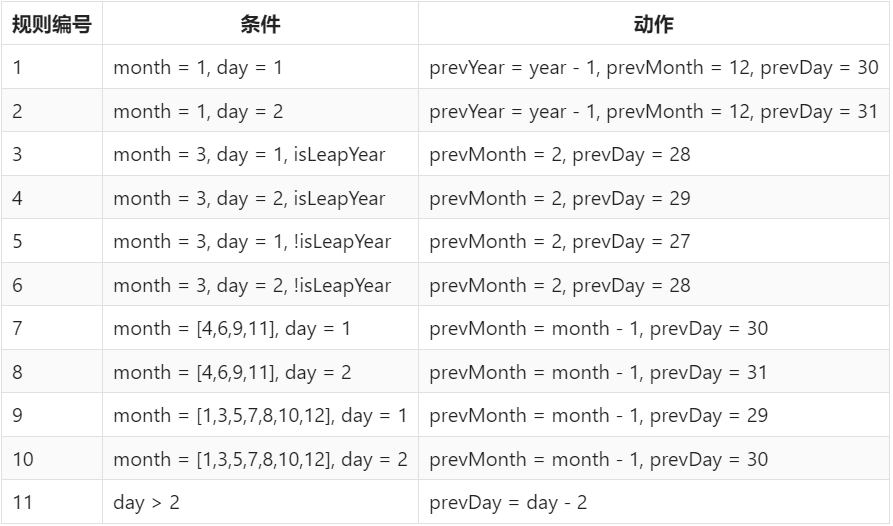 规则编号 条件 动作
1 month = 1, day = 1 prevYear = year - 1, prevMonth = 12, prevDay = 30
2 month = 1, day = 2 prevYear = year - 1, prevMonth = 12, prevDay = 31
3 month = 3, day = 1, isLeapYear prevMonth = 2, prevDay = 28
4 month = 3, day = 2, isLeapYear prevMonth = 2, prevDay = 29
5 month = 3, day = 1, !isLeapYear prevMonth = 2, prevDay = 27
6 month = 3, day = 2, !isLeapYear prevMonth = 2, prevDay = 28
7 month = [4,6,9,11], day = 1 prevMonth = month - 1, prevDay = 30
8 month = [4,6,9,11], day = 2 prevMonth = month - 1, prevDay = 31
9 month = [1,3,5,7,8,10,12], day = 1 prevMonth = month - 1, prevDay = 29
10 month = [1,3,5,7,8,10,12], day = 2 prevMonth = month - 1, prevDay = 30
11 day > 2 prevDay = day - 2